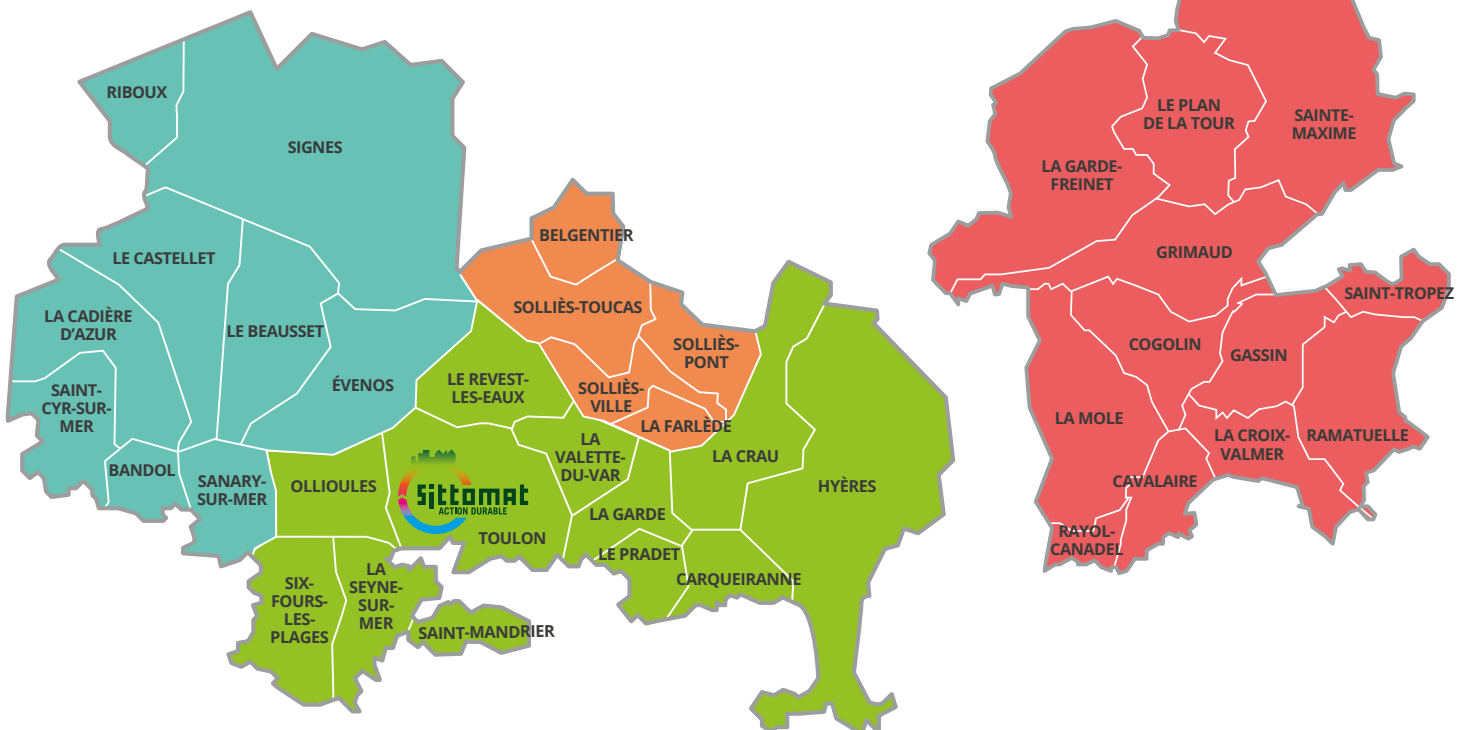 RIBOUX
SIGNES
LE CASTELLET
LA CADIÈRE
D’AZUR
LE BEAUSSET
SAINT-
CYR-SUR-
MER
ÉVENOS
BANDOL
SANARY-
SUR-MER
BELGENTIER
SOLLIÈS-TOUCAS
SOLLIÈS-
PONT
SOLLIÈS-
VILLE
LA FARLÈDE
LE REVEST-
LES-EAUX
LA
VALETTE-
DU-VAR
LA CRAU
HYÈRES
OLLIOULES
Sittomat
ACTION DURABLE
TOULON
LA GARDE
LE PRADET
CARQUEIRANNE
SIX-
FOURS-
LES-
PLAGES
LA
SEYNE-
SUR-
MER
SAINT-MANDRIER
LE PLAN
DE LA TOUR
SAINTE-
MAXIME
LA GARDE-
FREINET
GRIMAUD
SAINT-TROPEZ
COGOLIN
GASSIN
LA MOLE
LA CROIX-
VALMER
RAMATUELLE
CAVALAIRE
RAYOL-
CANADEL